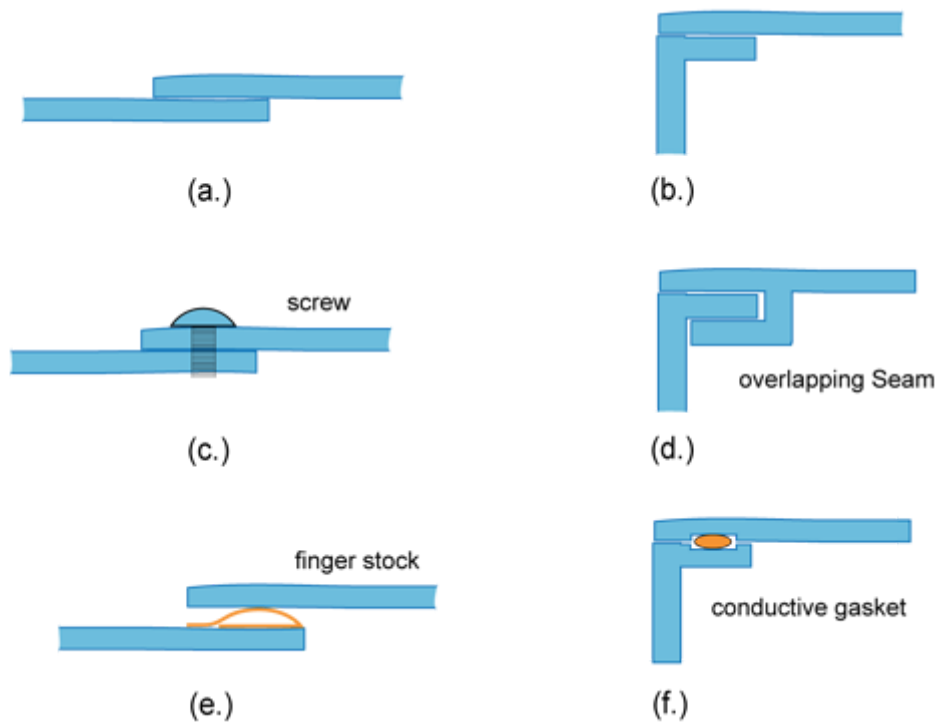 (a.)
(b.)
screw
(c.)
overlapping Seam
(d.)
finger stock
(e.)
conductive gasket
(f.)